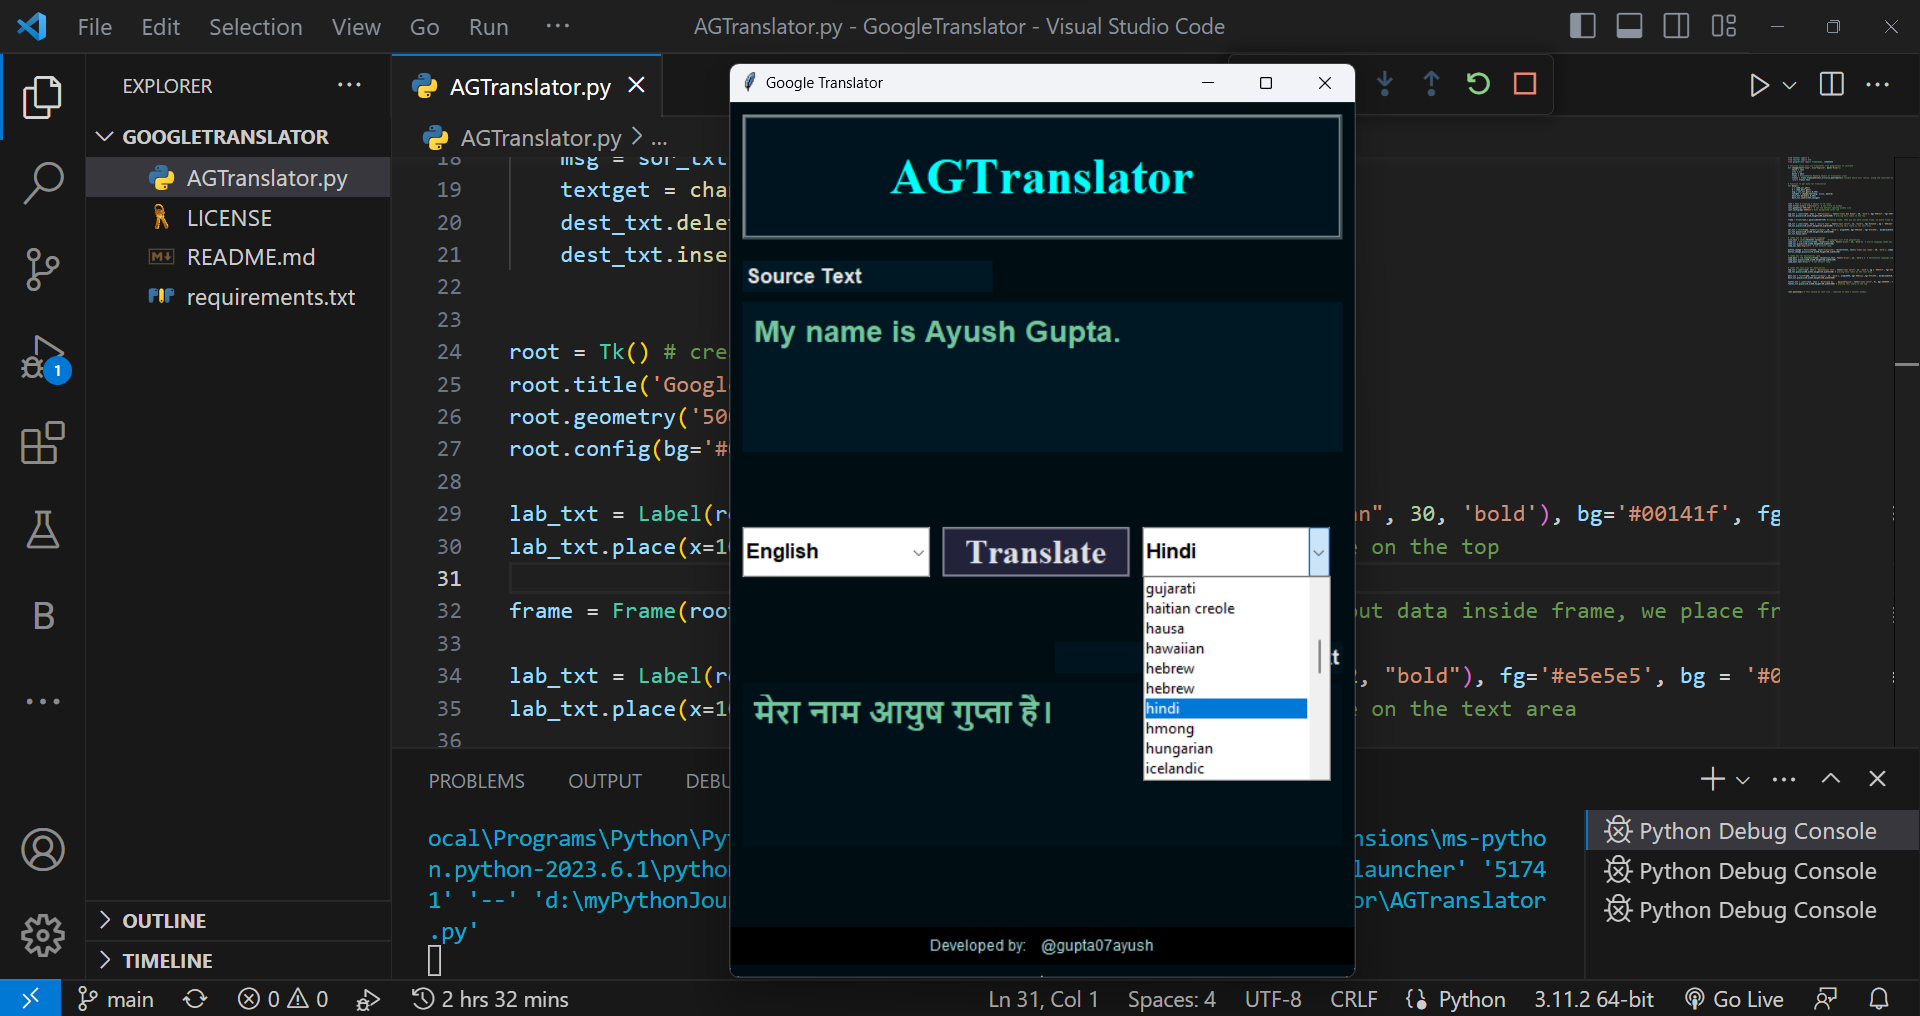 File Edit Selection View Go Run ···
AGTranslator.py - GoogleTranslator - Visual Studio Code
EXPLORER
GOOGLETRANSLATOR
AGTranslator.py
LICENSE
README.md
requirements.txt
OUTLINE
TIMELINE
1
AGTranslator.py
AGTranslator.py > ...
18 msg = sor_txt
19 textget = cha
20 dest_txt.dele
21 dest_txt.inse
22
23
24 root = Tk() # cre
25 root.title('Googl
26 root.geometry('50
27 root.config(bg='#
28
29 lab_txt = Label(r n", 30, 'bold'), bg='#00141f', fg
30 lab_txt.place(x=1 on the top
31
32 frame = Frame(roo ut data inside frame, we place fr
33
34 lab_txt = Label(r , "bold"), fg='#e5e5e5', bg = '#0
35 lab_txt.place(x=1 on the text area
36
Google Translator
AGTranslator
Source Text
My name is Ayush Gupta.
English
Translate
Hindi
gujarati
haitian creole
hausa
hawaiian
hebrew
hebrew
hindi
hmong
hungarian
icelandic
मेरा नाम आयुष गुप्ता है।
Developed by: @gupta07ayush
PROBLEMS OUTPUT DEBU
ocal\Programs\Python\Py nsions\ms-pytho
n.python-2023.6.1\pytho launcher' '5174
1' '--' 'd:\myPythonJou or\AGTranslator
.py'
Python Debug Console
Python Debug Console
Python Debug Console
main 0 0 2 hrs 32 mins Ln 31, Col 1 Spaces: 4 UTF-8 CRLF Python 3.11.2 64-bit Go Live